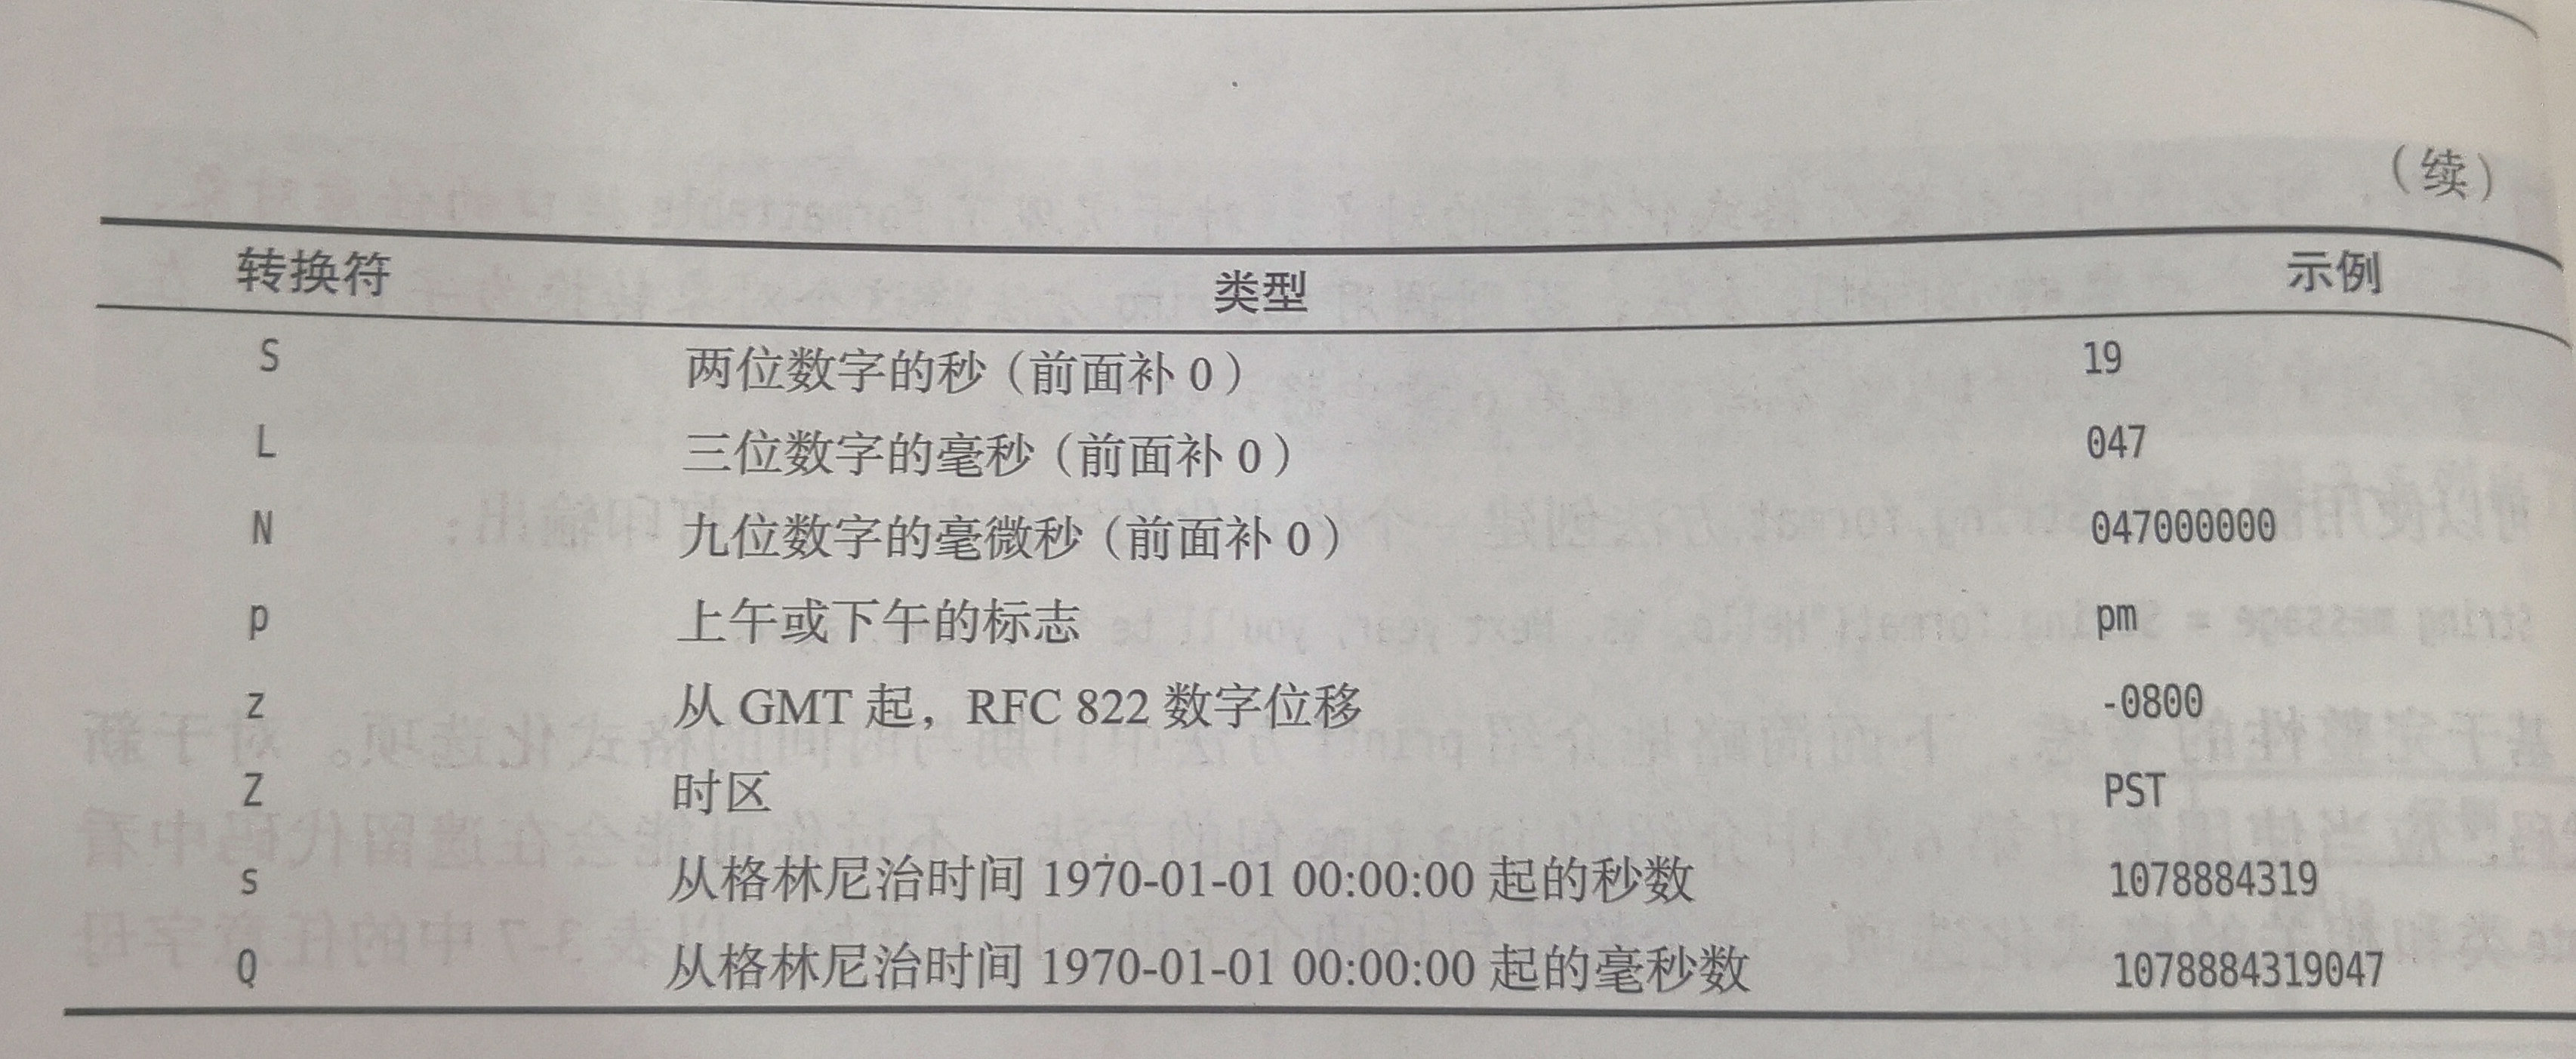 （续）
转换符 类型 示例
S 两位数字的秒（前面补 0） 19
L 三位数字的毫秒（前面补 0） 047
N 九位数字的毫微秒（前面补 0） 047000000
p 上午或下午的标志 pm
z 从 GMT 起，RFC 822 数字位移 -0800
Z 时区 PST
s 从格林尼治时间 1970-01-01 00:00:00 起的秒数 1078884319
Q 从格林尼治时间 1970-01-01 00:00:00 起的毫秒数 1078884319047